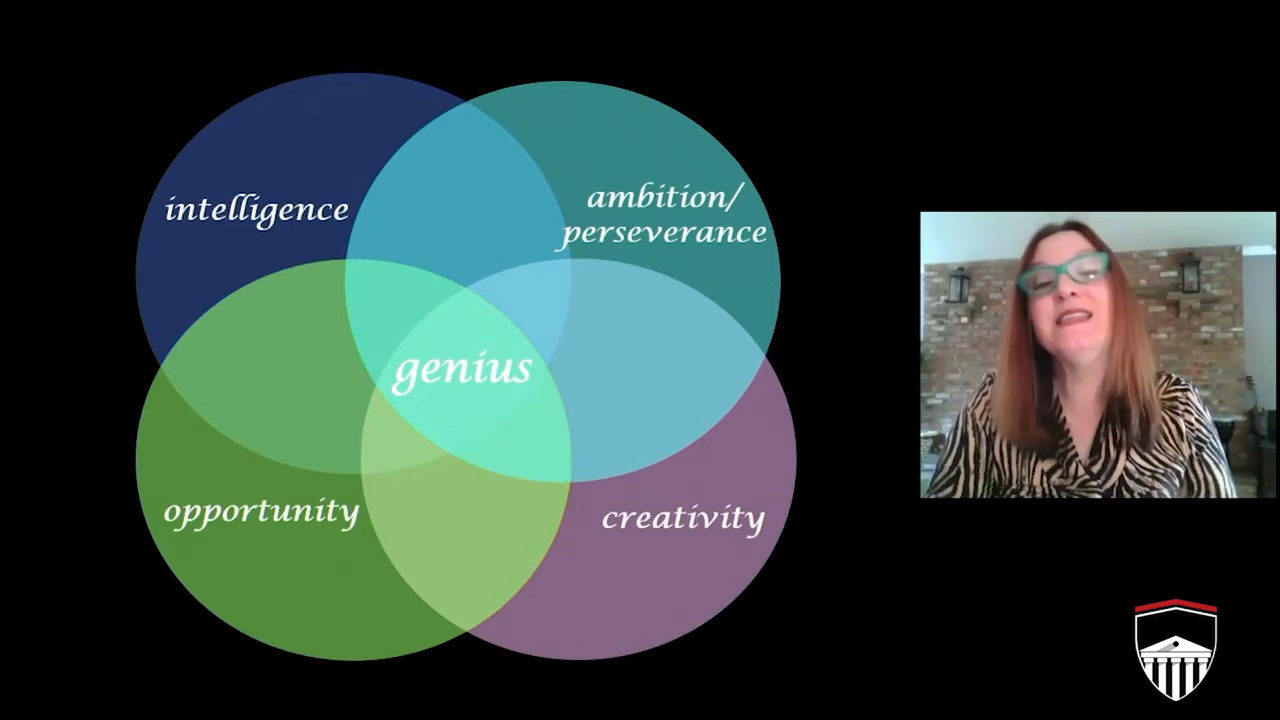 intelligence
ambition/
perseverance
genius
opportunity
creativity